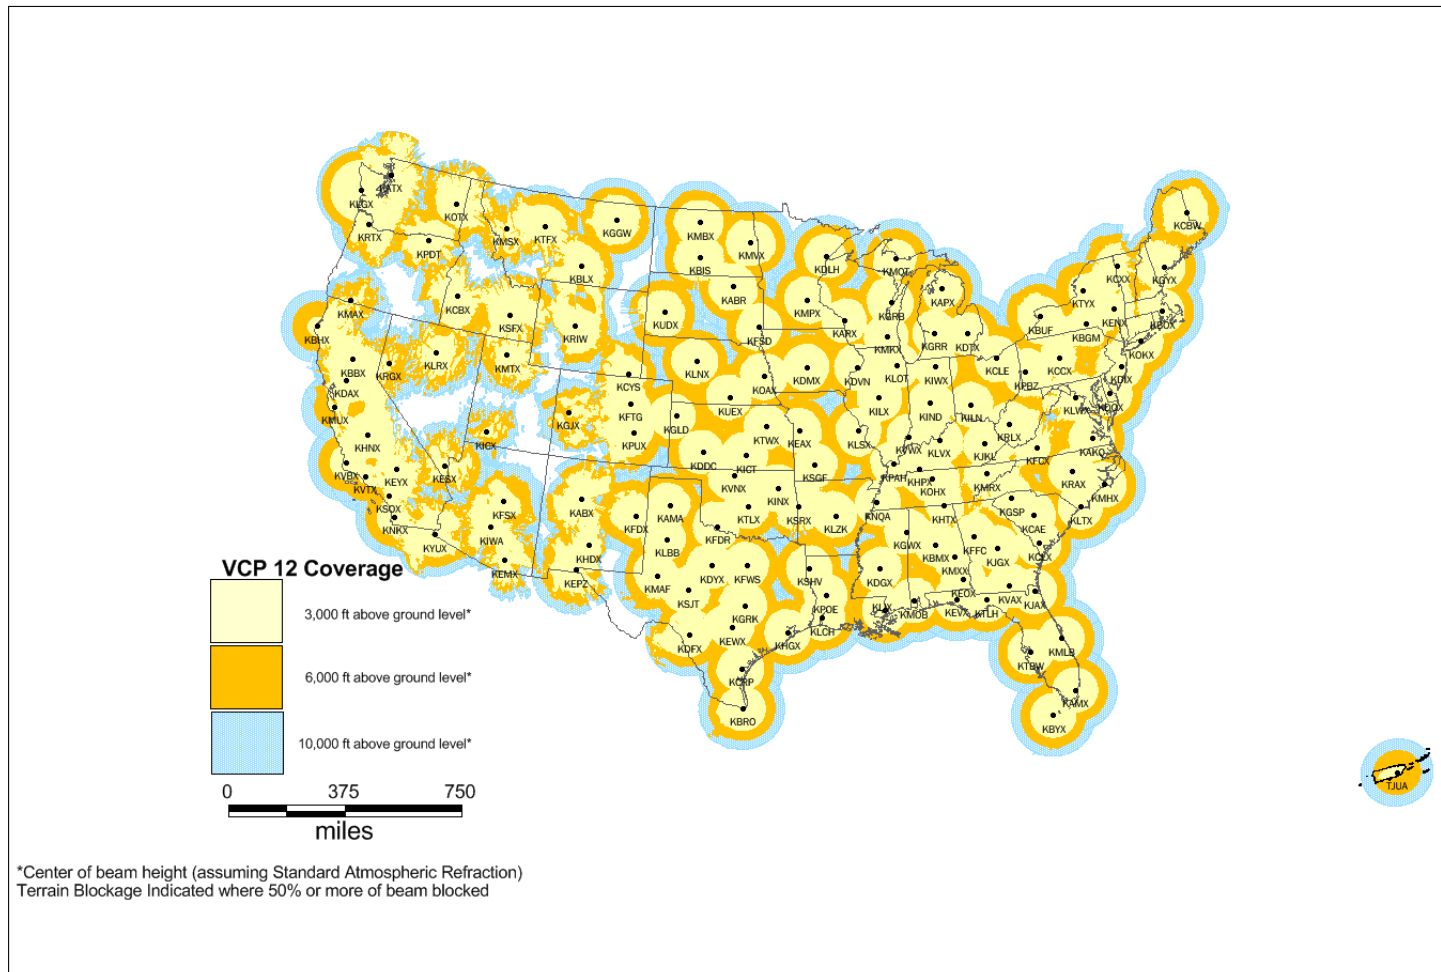 KATX
KLGX
KOTX
KRTX
KPDT
KMSX
KTFX
KGGW
KMBX
KMVX
KBIS
KDLH
KMQT
KCBW
KBLX
KCBX
KABR
KAPX
KCXX
KGYX
KMAX
KSFX
KUDX
KMPX
KGRB
KTYX
KBHX
KRIW
KARX
KBUF
KENX
KBOX
KFSD
KMKX
KGRR
KDTX
KBGM
KOKX
KBBX
KRGX
KLRX
KMTX
KLNX
KDMX
KDVN
KLOT
KIWX
KCLE
KPBZ
KCCX
KDIX
KCYS
KOAX
KDAX
KUEX
KILX
KIND
KILN
KLWX
KDOX
KMUX
KFTG
KGJX
KGLD
KPUX
KTWX
KEAX
KLSX
KVWX
KLVX
KJKL
KRLX
KFCX
KAKQ
KHNX
KICX
KDDC
KICT
KVBX
KVTX
KEYX
KESX
KVNX
KSGF
KPAH
KHPX
KOHX
KMRX
KRAX
KMHX
KSOX
KINX
KNKX
KFSX
KABX
KFDX
KAMA
KTLX
KSRX
KLZK
KNQA
KHTX
KGSP
KCAE
KLTX
KYUX
KIWA
KHDX
KLBB
KFDR
KGWX
KBMX
KFFC
KJGX
KCLX
KEMX
KEPZ
KMAF
KDYX
KFWS
KSHV
KDGX
KMXX
KSJT
KPOE
KEOX
KVAX
KJAX
KGRK
KLCH
KLIX
KMOB
KEVX
KTLH
KDFX
KEWX
KHGX
KMLB
KTBW
KCRP
KAMX
KBRO
KBYX
TJUA
VCP 12 Coverage
3,000 ft above ground level*
6,000 ft above ground level*
10,000 ft above ground level*
0 375 750
miles
*Center of beam height (assuming Standard Atmospheric Refraction)
Terrain Blockage Indicated where 50% or more of beam blocked